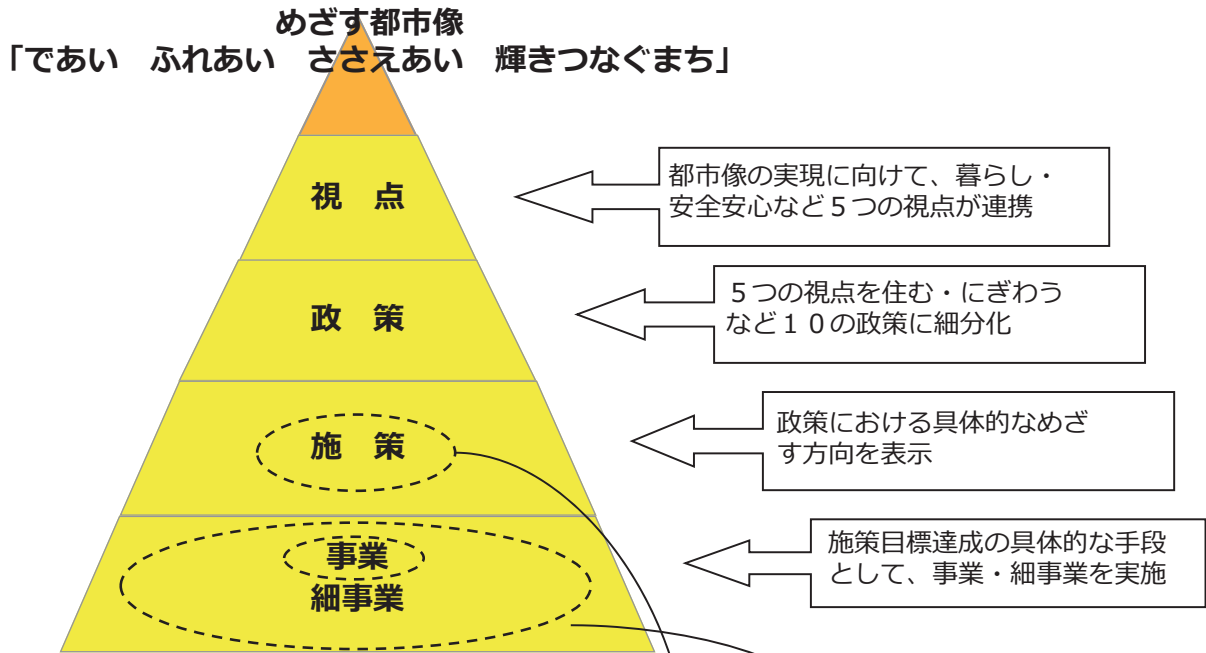 めざす都市像
「であい　ふれあい　ささえあい　輝きつなぐまち」
視　点
都市像の実現に向けて、暮らし・
安全安心など５つの視点が連携
政　策
５つの視点を住む・にぎわう
など１０の政策に細分化
施　策
政策における具体的なめざ
す方向を表示
事業
細事業
施策目標達成の具体的な手段
として、事業・細事業を実施